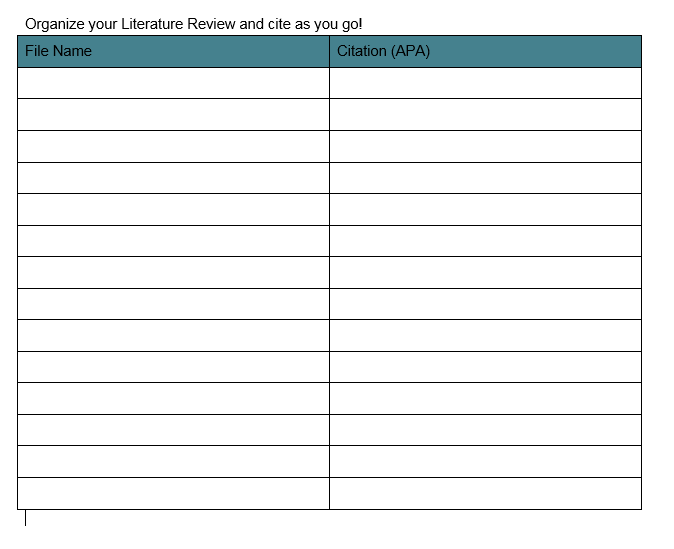 Organize your Literature Review and cite as you go!
File Name
Citation (APA)